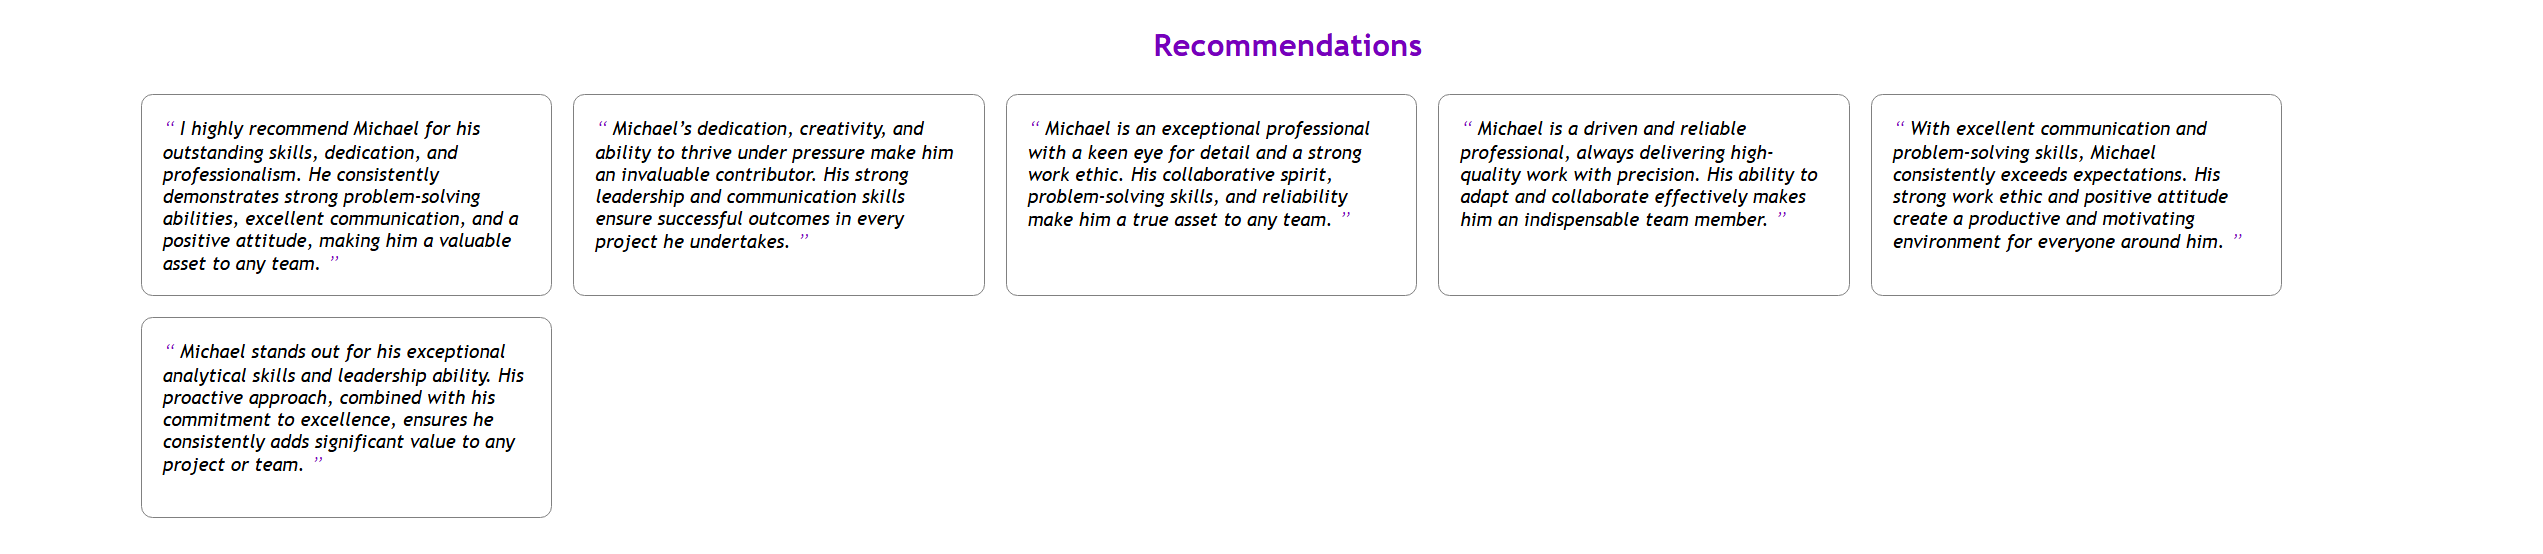 Recommendations
“ I highly recommend Michael for his
outstanding skills, dedication, and
professionalism. He consistently
demonstrates strong problem-solving
abilities, excellent communication, and a
positive attitude, making him a valuable
asset to any team. ”
“ Michael’s dedication, creativity, and
ability to thrive under pressure make him
an invaluable contributor. His strong
leadership and communication skills
ensure successful outcomes in every
project he undertakes. ”
“ Michael is an exceptional professional
with a keen eye for detail and a strong
work ethic. His collaborative spirit,
problem-solving skills, and reliability
make him a true asset to any team. ”
“ Michael is a driven and reliable
professional, always delivering high-
quality work with precision. His ability to
adapt and collaborate effectively makes
him an indispensable team member. ”
“ With excellent communication and
problem-solving skills, Michael
consistently exceeds expectations. His
strong work ethic and positive attitude
create a productive and motivating
environment for everyone around him. ”
“ Michael stands out for his exceptional
analytical skills and leadership ability. His
proactive approach, combined with his
commitment to excellence, ensures he
consistently adds significant value to any
project or team. ”